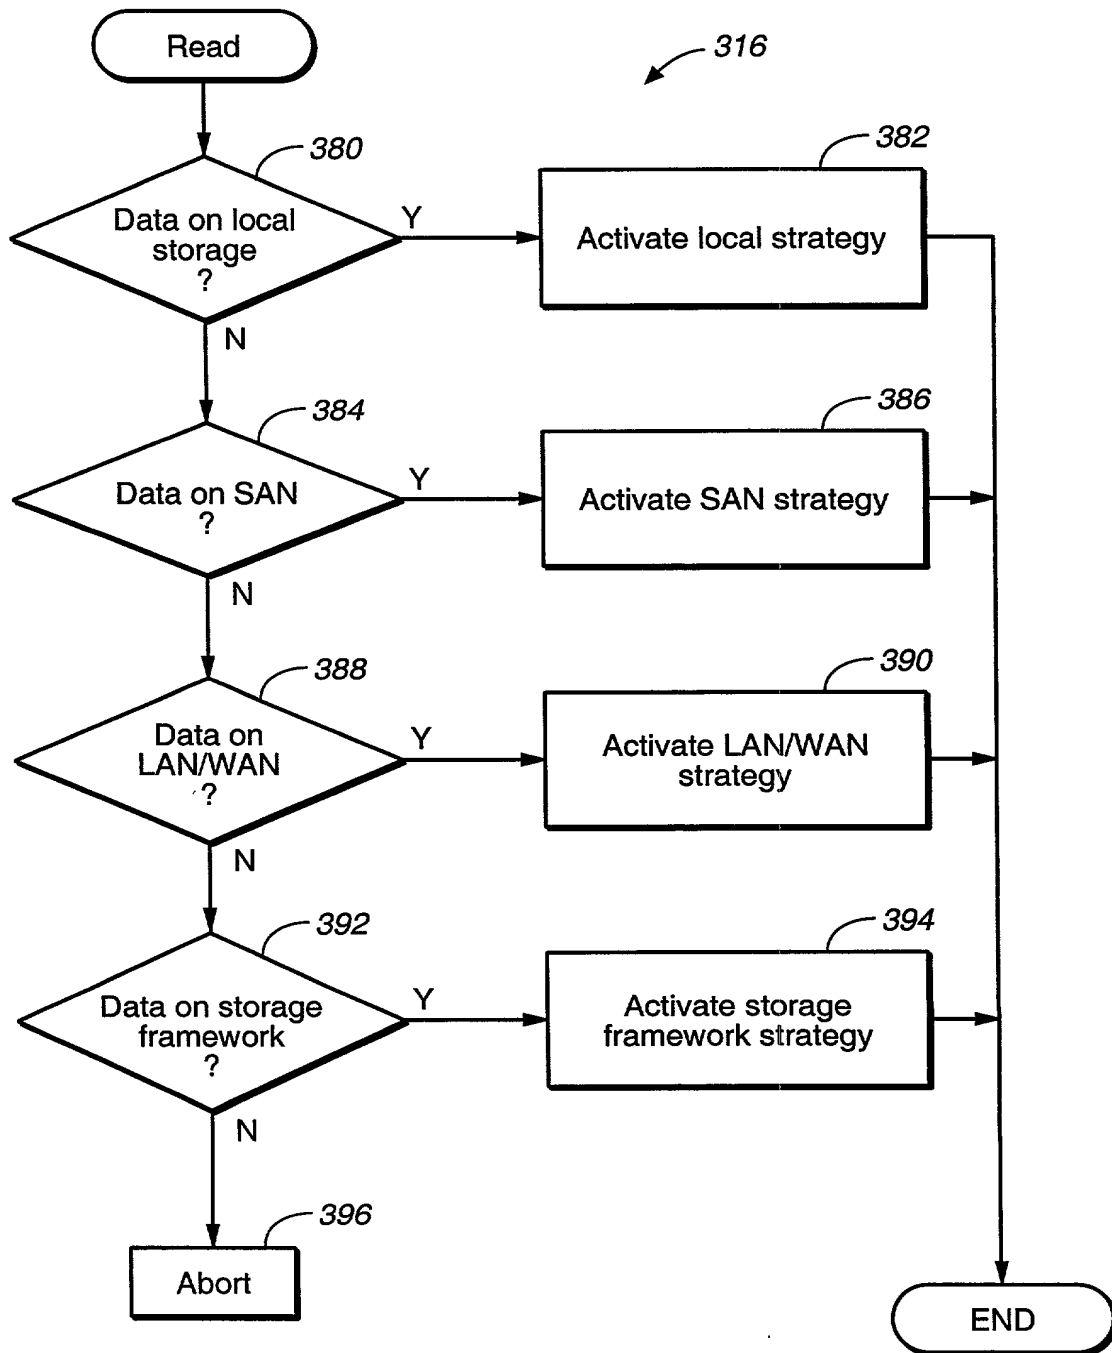 Read
316
380
382
Data on local
storage
?
Y
Activate local strategy
N
384
386
Data on SAN
?
Y
Activate SAN strategy
N
388
390
Data on
LAN/WAN
?
Y
Activate LAN/WAN
strategy
N
392
394
Data on storage
framework
?
Y
Activate storage
framework strategy
N
396
Abort
END